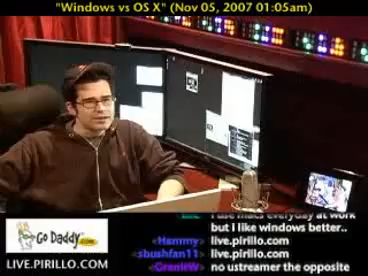 "Windows vs OS X" (Nov 05, 2007 01:05am)
i use macs everyday at work
but i like windows better..
<Hammy> live.pirillo.com
<sbushfan11> live.pirillo.com
no ustreamer the opposite
Go Daddy.com
LIVE.PIRILLO.COM